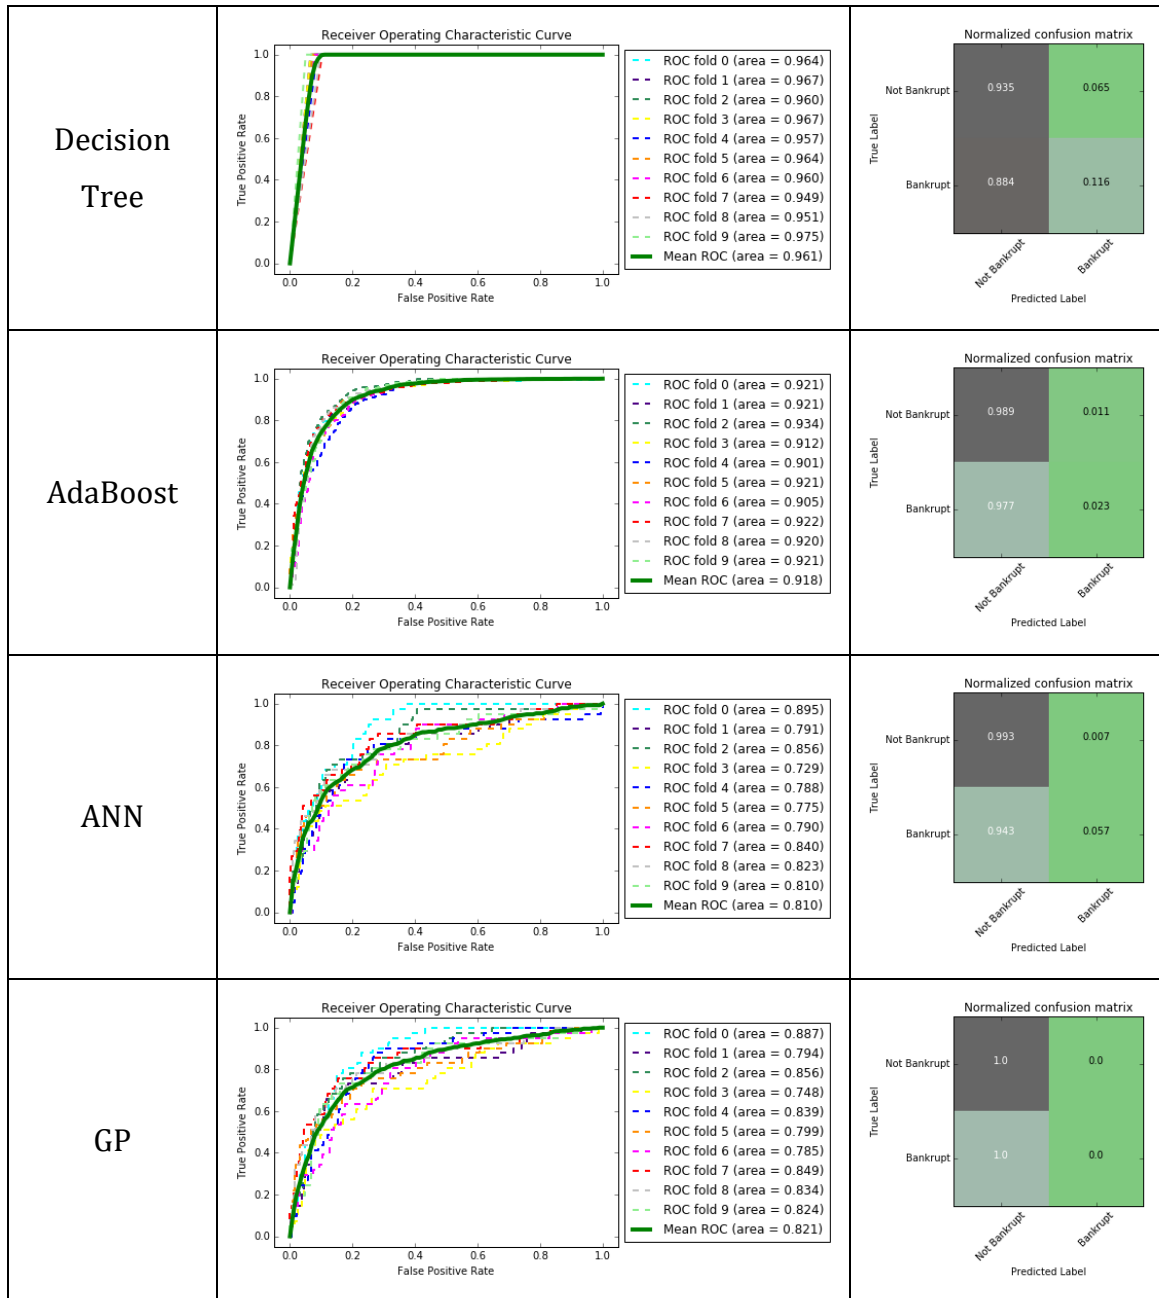 Decision
Tree
Receiver Operating Characteristic Curve
True Positive Rate
1.0
0.8
0.6
0.4
0.2
0.0
0.0 0.2 0.4 0.6 0.8 1.0
False Positive Rate
ROC fold 0 (area = 0.964)
ROC fold 1 (area = 0.967)
ROC fold 2 (area = 0.960)
ROC fold 3 (area = 0.967)
ROC fold 4 (area = 0.957)
ROC fold 5 (area = 0.964)
ROC fold 6 (area = 0.960)
ROC fold 7 (area = 0.949)
ROC fold 8 (area = 0.951)
ROC fold 9 (area = 0.975)
Mean ROC (area = 0.961)
Normalized confusion matrix
True Label
Not Bankrupt 0.935 0.065
Bankrupt 0.884 0.116
Not Bankrupt Bankrupt
Predicted Label
AdaBoost
Receiver Operating Characteristic Curve
True Positive Rate
1.0
0.8
0.6
0.4
0.2
0.0
0.0 0.2 0.4 0.6 0.8 1.0
False Positive Rate
ROC fold 0 (area = 0.921)
ROC fold 1 (area = 0.921)
ROC fold 2 (area = 0.934)
ROC fold 3 (area = 0.912)
ROC fold 4 (area = 0.901)
ROC fold 5 (area = 0.921)
ROC fold 6 (area = 0.905)
ROC fold 7 (area = 0.922)
ROC fold 8 (area = 0.920)
ROC fold 9 (area = 0.921)
Mean ROC (area = 0.918)
Normalized confusion matrix
True Label
Not Bankrupt 0.989 0.011
Bankrupt 0.977 0.023
Not Bankrupt Bankrupt
Predicted Label
ANN
Receiver Operating Characteristic Curve
True Positive Rate
1.0
0.8
0.6
0.4
0.2
0.0
0.0 0.2 0.4 0.6 0.8 1.0
False Positive Rate
ROC fold 0 (area = 0.895)
ROC fold 1 (area = 0.791)
ROC fold 2 (area = 0.856)
ROC fold 3 (area = 0.729)
ROC fold 4 (area = 0.788)
ROC fold 5 (area = 0.775)
ROC fold 6 (area = 0.790)
ROC fold 7 (area = 0.840)
ROC fold 8 (area = 0.823)
ROC fold 9 (area = 0.810)
Mean ROC (area = 0.810)
Normalized confusion matrix
True Label
Not Bankrupt 0.993 0.007
Bankrupt 0.943 0.057
Not Bankrupt Bankrupt
Predicted Label
GP
Receiver Operating Characteristic Curve
True Positive Rate
1.0
0.8
0.6
0.4
0.2
0.0
0.0 0.2 0.4 0.6 0.8 1.0
False Positive Rate
ROC fold 0 (area = 0.887)
ROC fold 1 (area = 0.794)
ROC fold 2 (area = 0.856)
ROC fold 3 (area = 0.748)
ROC fold 4 (area = 0.839)
ROC fold 5 (area = 0.799)
ROC fold 6 (area = 0.785)
ROC fold 7 (area = 0.849)
ROC fold 8 (area = 0.834)
ROC fold 9 (area = 0.824)
Mean ROC (area = 0.821)
Normalized confusion matrix
True Label
Not Bankrupt 1.0 0.0
Bankrupt 1.0 0.0
Not Bankrupt Bankrupt
Predicted Label